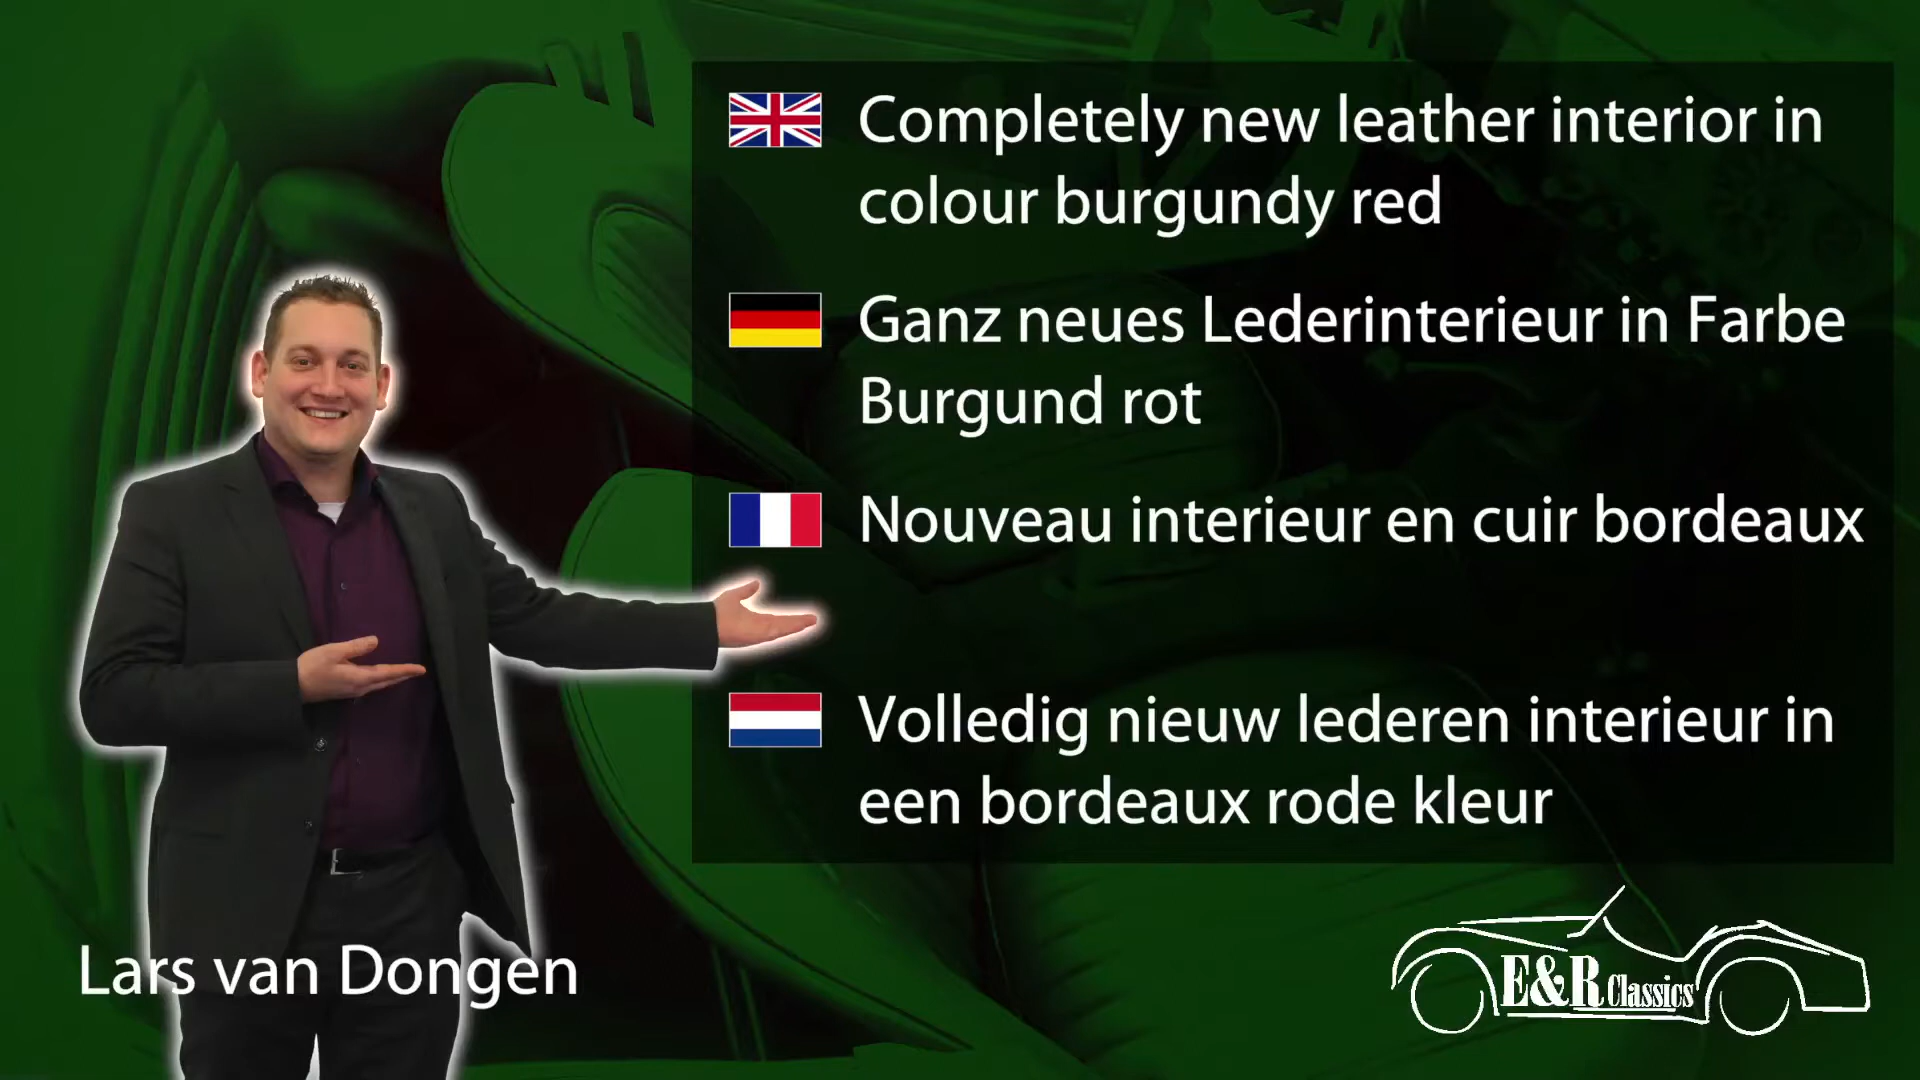 Completely new leather interior in
colour burgundy red
Ganz neues Lederinterieur in Farbe
Burgund rot
Nouveau interieur en cuir bordeaux
Volledig nieuw lederen interieur in
een bordeaux rode kleur
Lars van Dongen
E&R Classics